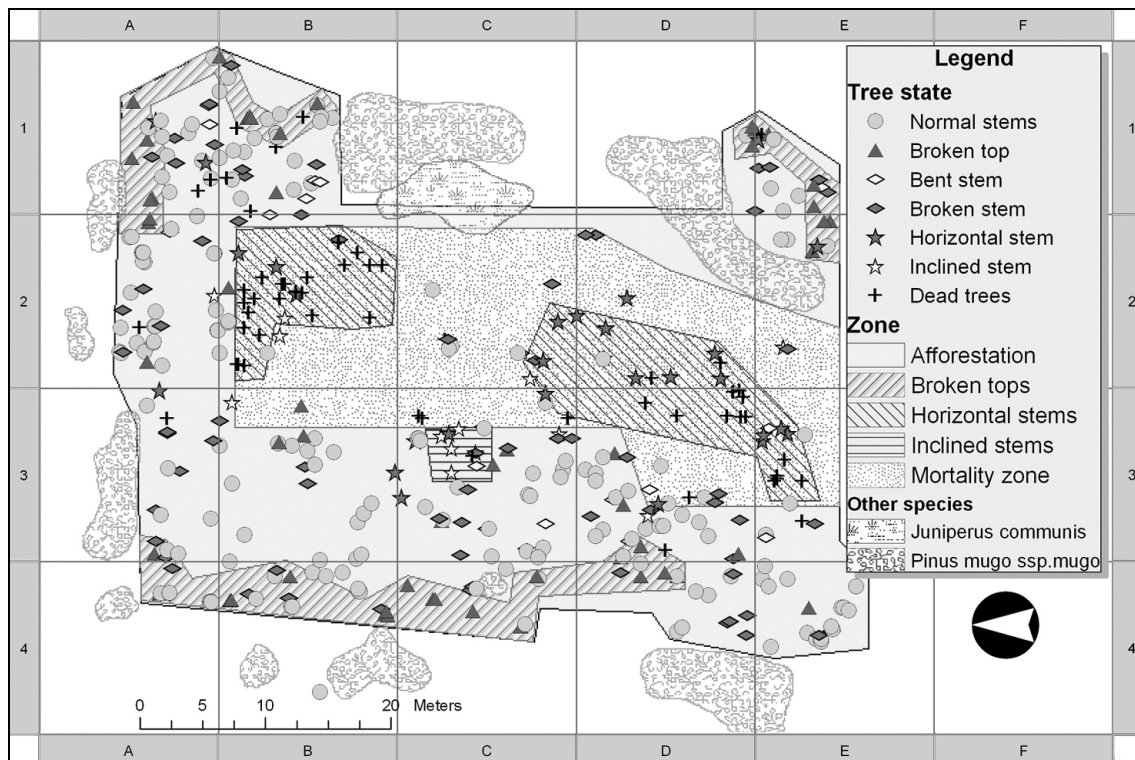 A B C D E F
1 1
2 2
3 3
4 4
Legend
Tree state
Normal stems
Broken top
Bent stem
Broken stem
Horizontal stem
Inclined stem
Dead trees
Zone
Afforestation
Broken tops
Horizontal stems
Inclined stems
Mortality zone
Other species
Juniperus communis
Pinus mugo ssp.mugo
0 5 10 20 Meters
A B C D E F